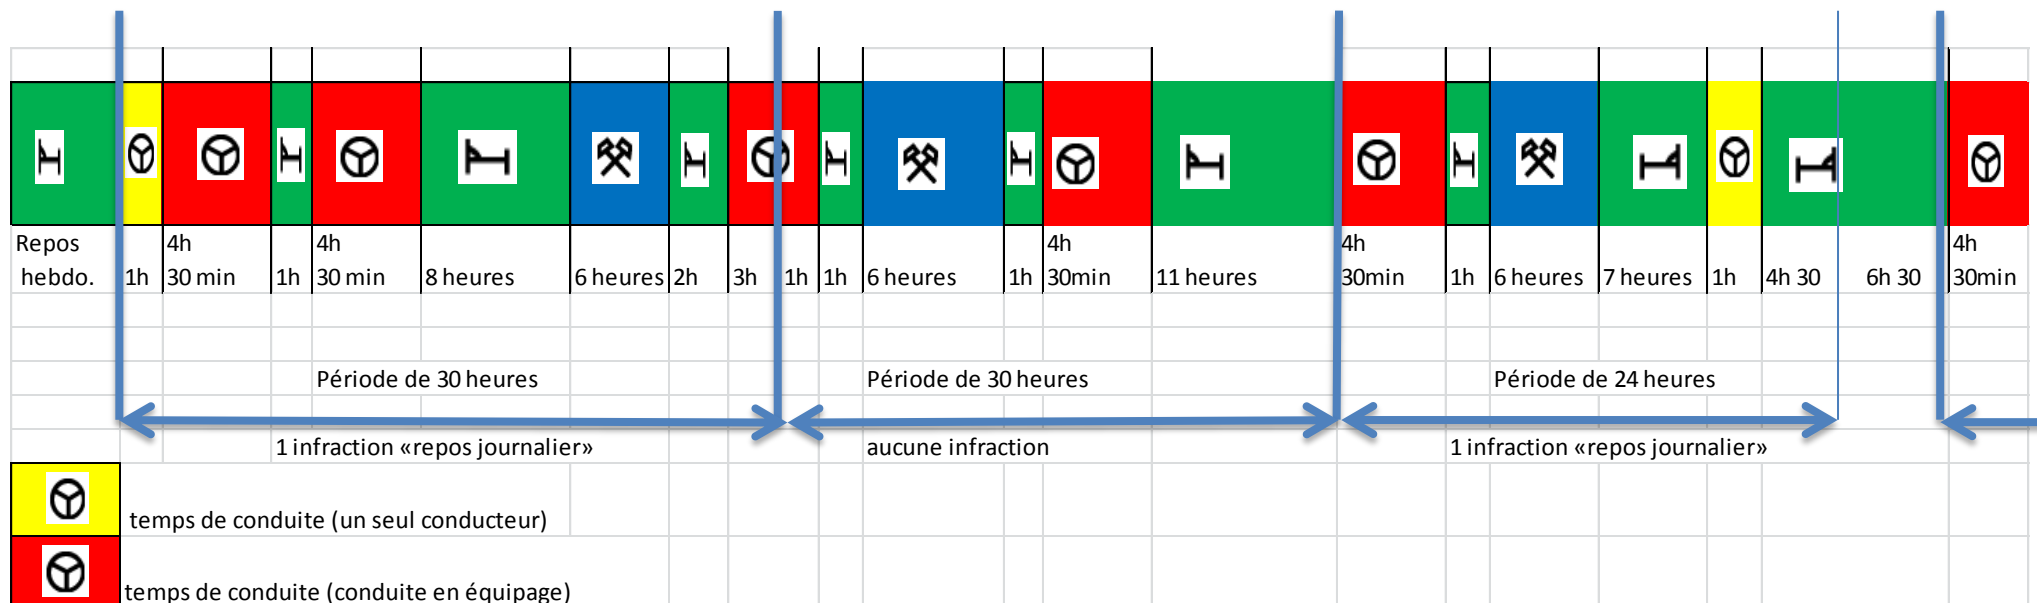 Repos 4h 4h 4h 4h 4h
hebdo. 1h 30 min 1h 30 min 8 heures 6 heures 2h 3h 1h 1h 6 heures 1h 30min 11 heures 30min 1h 6 heures 7 heures 1h 4h 30 6h 30 30min
Période de 30 heures Période de 30 heures Période de 24 heures
1 infraction «repos journalier» aucune infraction 1 infraction «repos journalier»
temps de conduite (un seul conducteur)
temps de conduite (conduite en équipage)